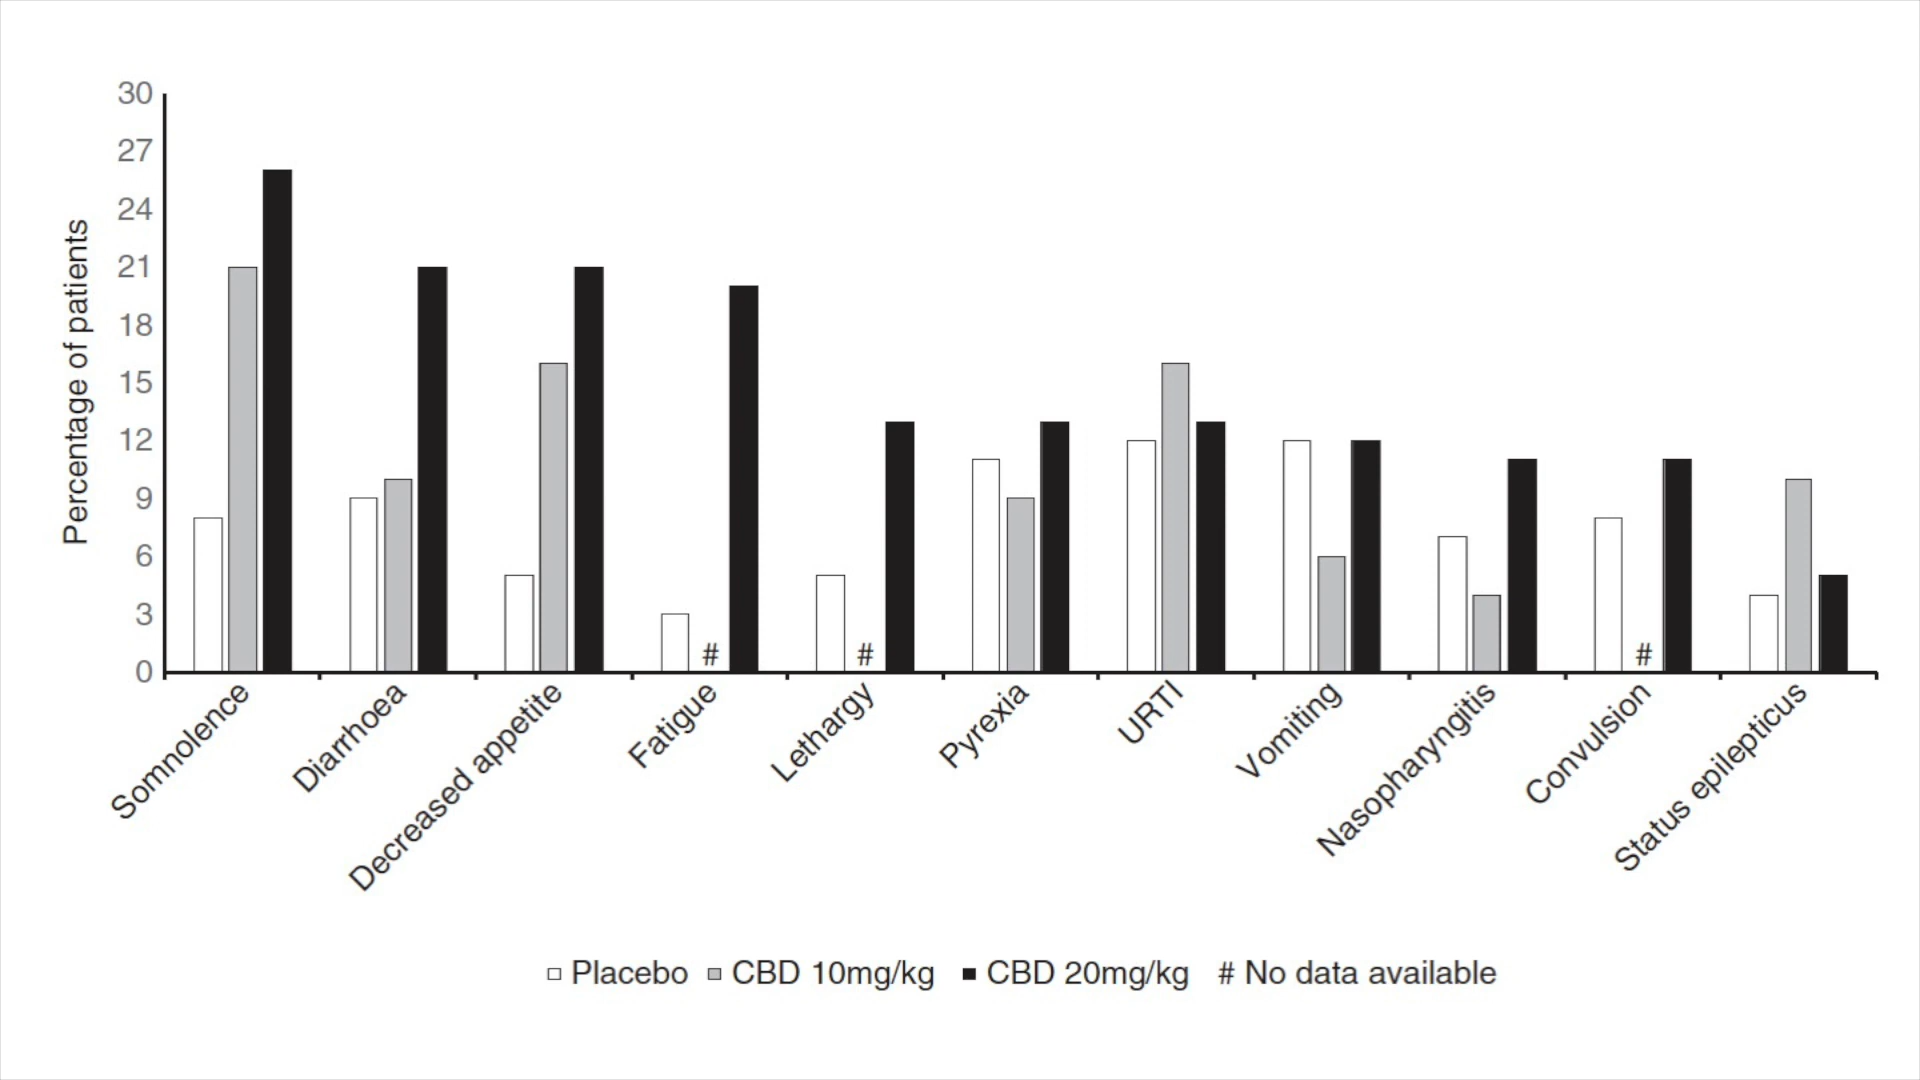 30
27
24
21
18
15
12
9
6
3
0
Percentage of patients
# # #
Somnolence
Diarrhoea
Decreased appetite
Fatigue
Lethargy
Pyrexia
URTI
Vomiting
Nasopharyngitis
Convulsion
Status epilepticus
Placebo CBD 10mg/kg CBD 20mg/kg # No data available